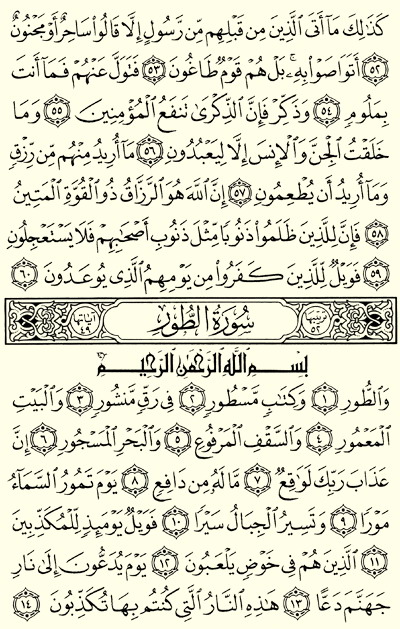 كَذَٰلِكَ مَآ أَتَى ٱلَّذِينَ مِن قَبْلِهِم مِّن رَّسُولٍ إِلَّا قَالُوا۟ سَاحِرٌ أَوْ مَجْنُونٌ
٥٢ أَتَوَاصَوْا۟ بِهِۦ ۚ بَلْ هُمْ قَوْمٌ طَاغُونَ ٥٣ فَتَوَلَّ عَنْهُمْ فَمَآ أَنتَ
بِمَلُومٍ ٥٤ وَذَكِّرْ فَإِنَّ ٱلذِّكْرَىٰ تَنفَعُ ٱلْمُؤْمِنِينَ ٥٥ وَمَا
خَلَقْتُ ٱلْجِنَّ وَٱلْإِنسَ إِلَّا لِيَعْبُدُونِ ٥٦ مَآ أُرِيدُ مِنْهُم مِّن رِّزْقٍ
وَمَآ أُرِيدُ أَن يُطْعِمُونِ ٥٧ إِنَّ ٱللَّهَ هُوَ ٱلرَّزَّاقُ ذُو ٱلْقُوَّةِ ٱلْمَتِينُ
٥٨ فَإِنَّ لِلَّذِينَ ظَلَمُوا۟ ذَنُوبًا مِّثْلَ ذَنُوبِ أَصْحَٰبِهِمْ فَلَا يَسْتَعْجِلُونِ
٥٩ فَوَيْلٌ لِّلَّذِينَ كَفَرُوا۟ مِن يَوْمِهِمُ ٱلَّذِى يُوعَدُونَ ٦٠
ترتيبها ٥٢ سُورَةُ ٱلطُّورِ آياتها ٤٩
بِسْمِ ٱللَّهِ ٱلرَّحْمَٰنِ ٱلرَّحِيمِ
وَٱلطُّورِ ١ وَكِتَٰبٍ مَّسْطُورٍ ٢ فِى رَقٍّ مَّنشُورٍ ٣ وَٱلْبَيْتِ
ٱلْمَعْمُورِ ٤ وَٱلسَّقْفِ ٱلْمَرْفُوعِ ٥ وَٱلْبَحْرِ ٱلْمَسْجُورِ ٦ إِنَّ
عَذَابَ رَبِّكَ لَوَٰقِعٌ ٧ مَّا لَهُۥ مِن دَافِعٍ ٨ يَوْمَ تَمُورُ ٱلسَّمَآءُ
مَوْرًا ٩ وَتَسِيرُ ٱلْجِبَالُ سَيْرًا ١٠ فَوَيْلٌ يَوْمَئِذٍ لِّلْمُكَذِّبِينَ
١١ ٱلَّذِينَ هُمْ فِى خَوْضٍ يَلْعَبُونَ ١٢ يَوْمَ يُدَعُّونَ إِلَىٰ نَارِ
جَهَنَّمَ دَعًّا ١٣ هَٰذِهِ ٱلنَّارُ ٱلَّتِى كُنتُم بِهَا تُكَذِّبُونَ ١٤